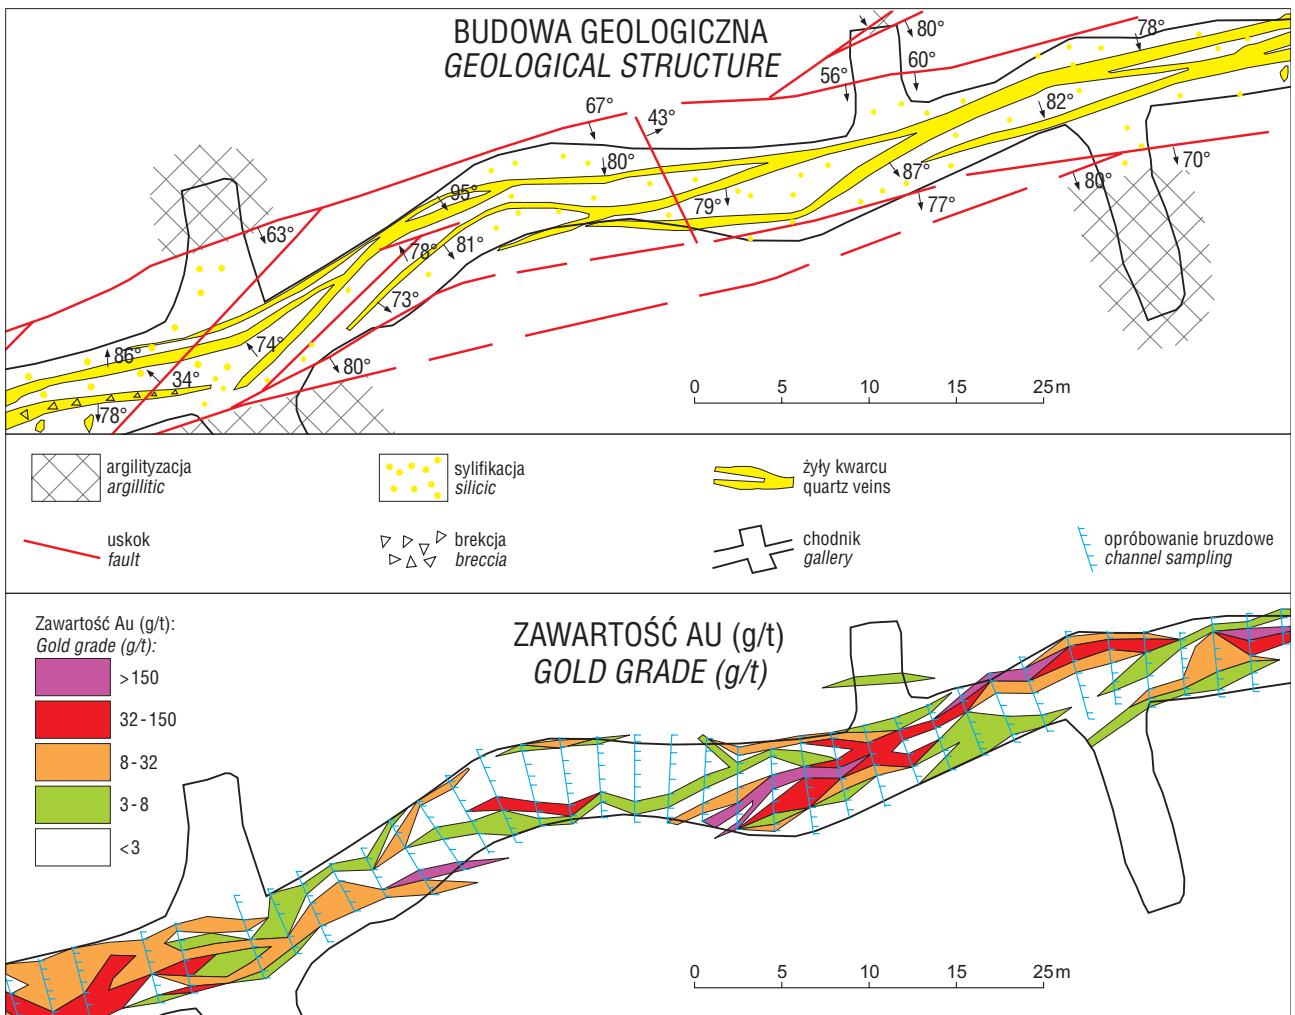 BUDOWA GEOLOGICZNA
GEOLOGICAL STRUCTURE
80°
78°
60°
56°
67°
43°
82°
80°
87°
70°
95°
79°
77°
80°
63°
78°
81°
73°
86°
74°
34°
80°
78°
0 5 10 15 25m
argilityzacja
argillitic
sylifikacja
silicic
żyły kwarcu
quartz veins
uskok
fault
brekcja
breccia
chodnik
gallery
opróbowanie bruzdowe
channel sampling
Zawartość Au (g/t):
Gold grade (g/t):
>150
32-150
8-32
3-8
<3
ZAWARTOŚĆ AU (g/t)
GOLD GRADE (g/t)
0 5 10 15 25m